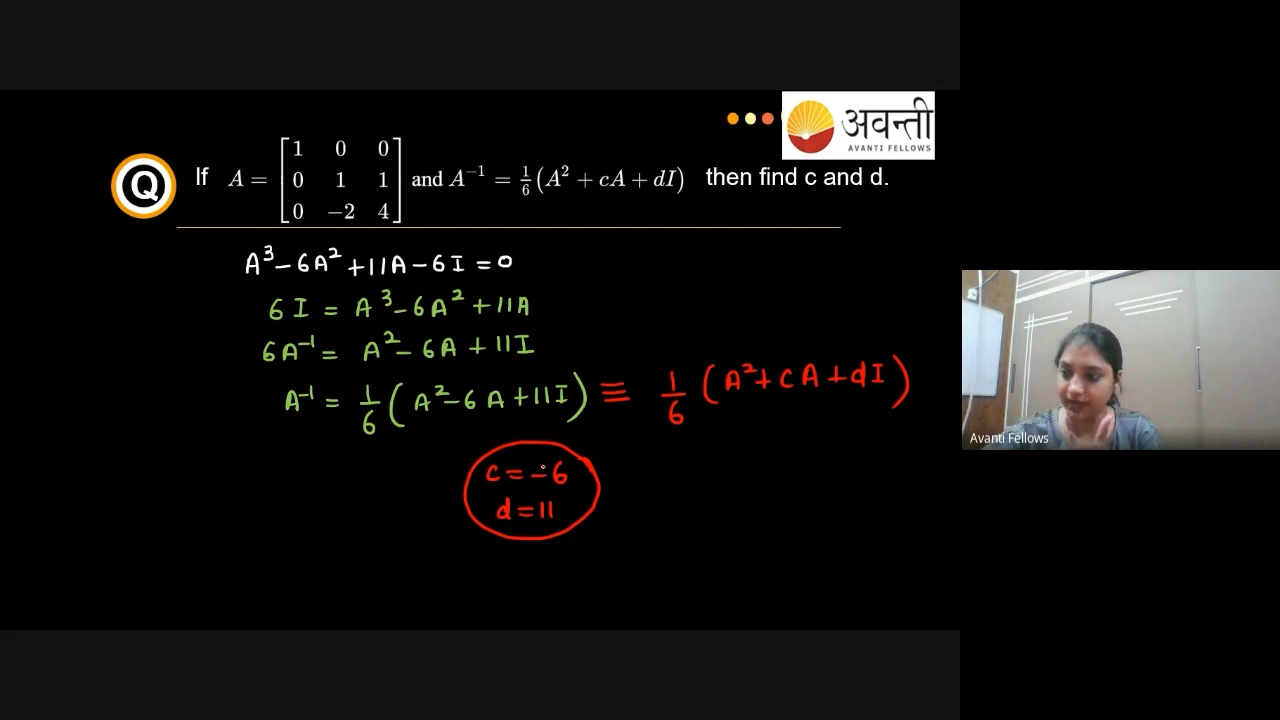 अवन्ती
AVANTI FELLOWS
Q If A = [1 0 0; 0 1 1; 0 −2 4] and A⁻¹ = 1/6 (A² + cA + dI) then find c and d.
A³ − 6A² + 11A − 6I = 0
6I = A³ − 6A² + 11A
6A⁻¹ = A² − 6A + 11I
A⁻¹ = 1/6 (A² − 6A + 11I) ≡ 1/6 (A² + cA + dI)
c = −6
d = 11
Avanti Fellows